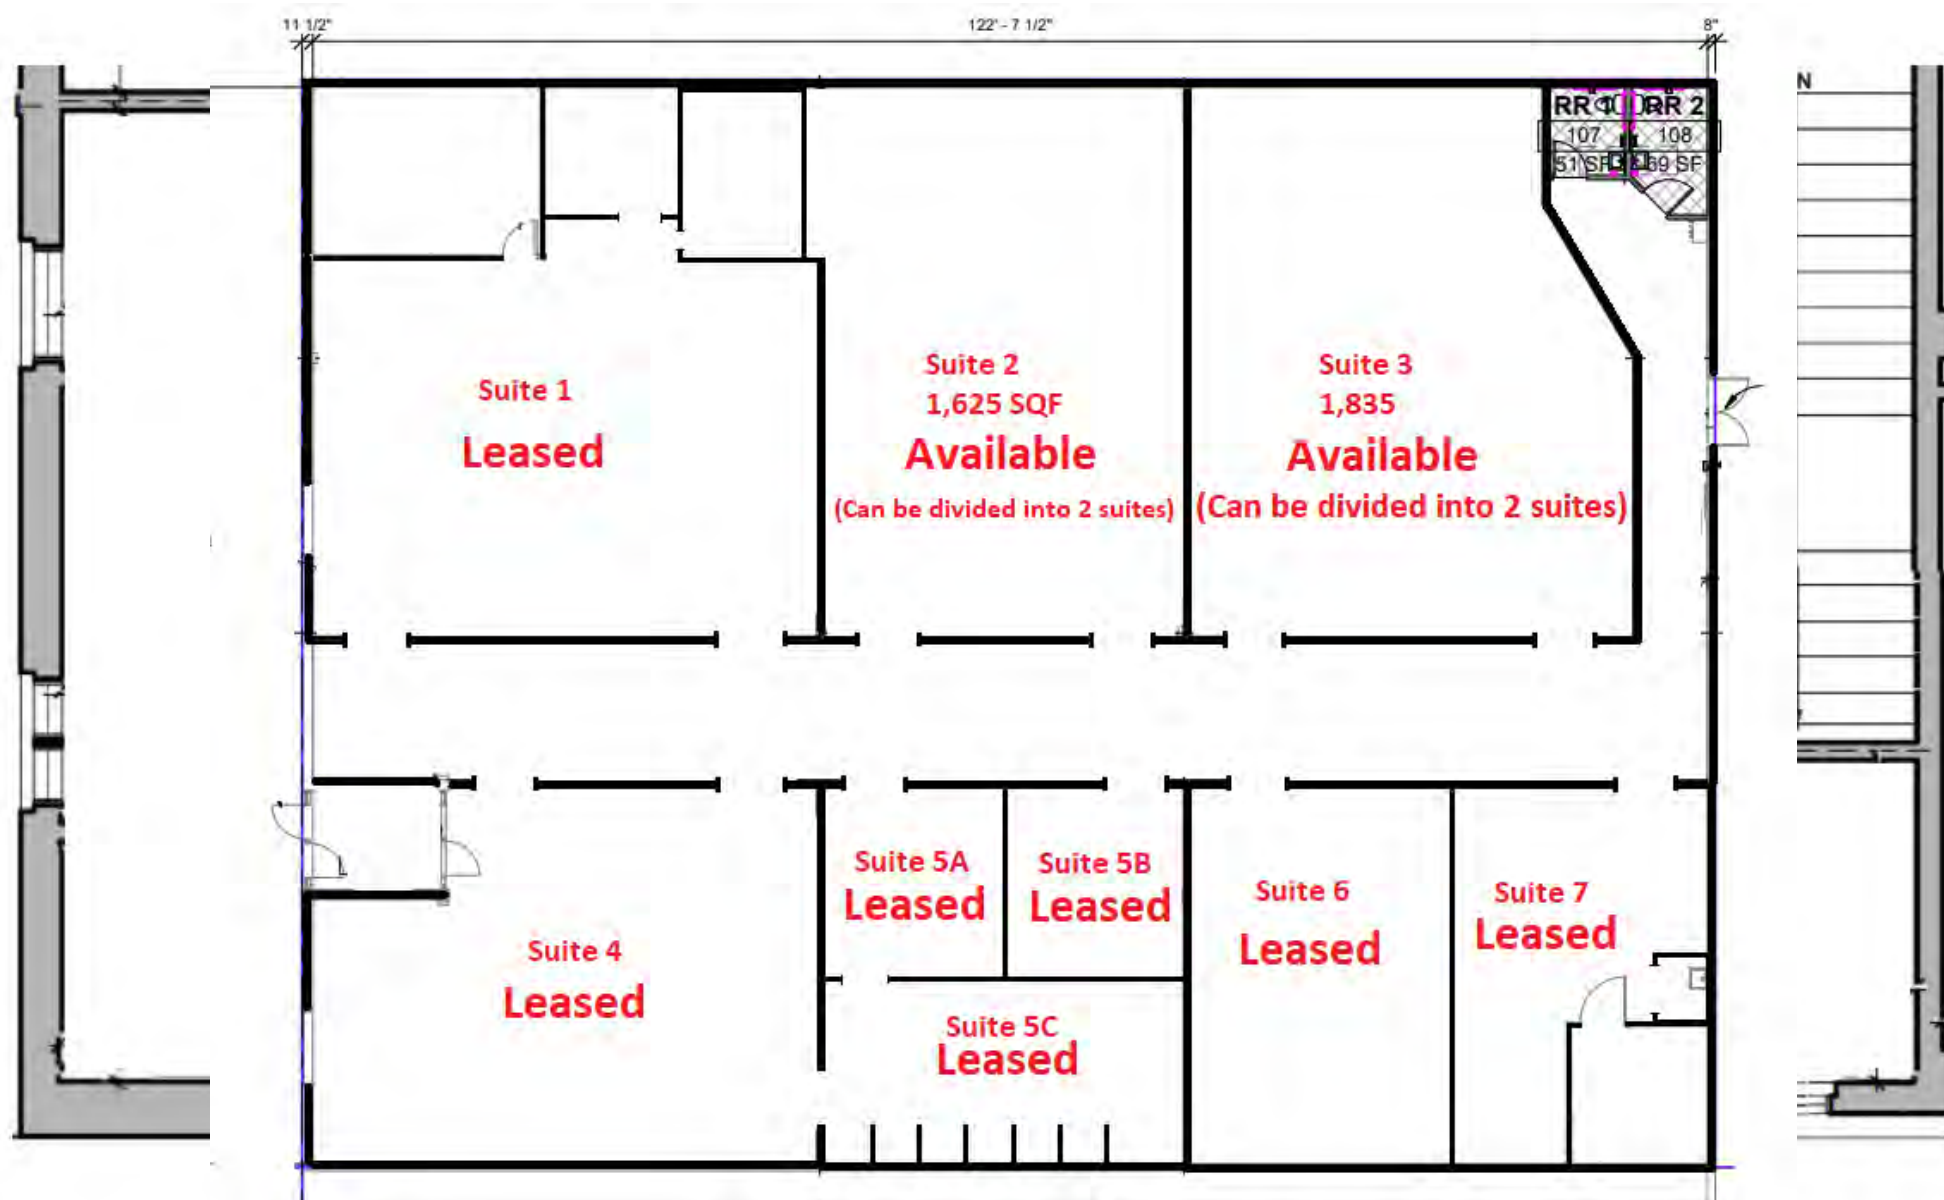 11 1/2"
122' - 7 1/2"
8"
N
RR 1
RR 2
107
108
51 SF
69 SF
Suite 1
Leased
Suite 2
1,625 SQF
Available
(Can be divided into 2 suites)
Suite 3
1,835
Available
(Can be divided into 2 suites)
Suite 4
Leased
Suite 5A
Leased
Suite 5B
Leased
Suite 5C
Leased
Suite 6
Leased
Suite 7
Leased